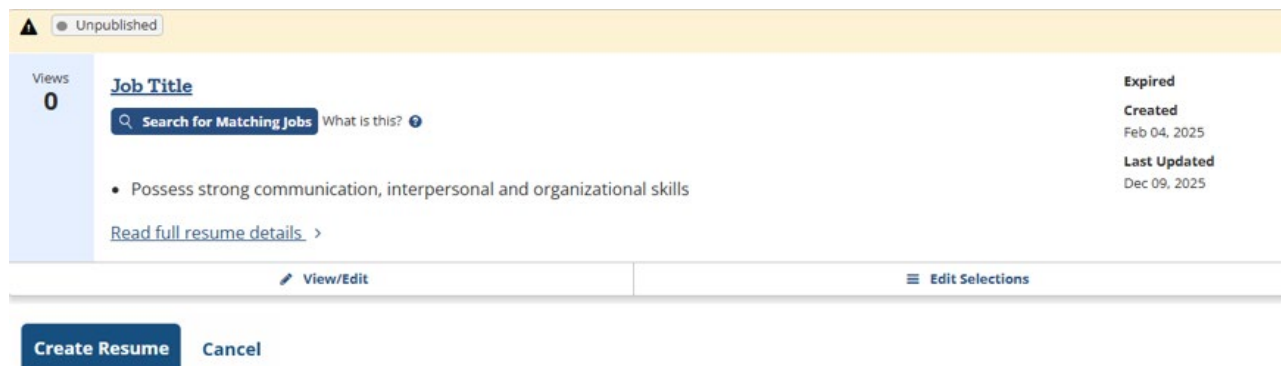 Unpublished
Views
0
Job Title
Search for Matching Jobs What is this?
• Possess strong communication, interpersonal and organizational skills
Read full resume details >
Expired
Created
Feb 04, 2025
Last Updated
Dec 09, 2025
View/Edit
Edit Selections
Create Resume Cancel